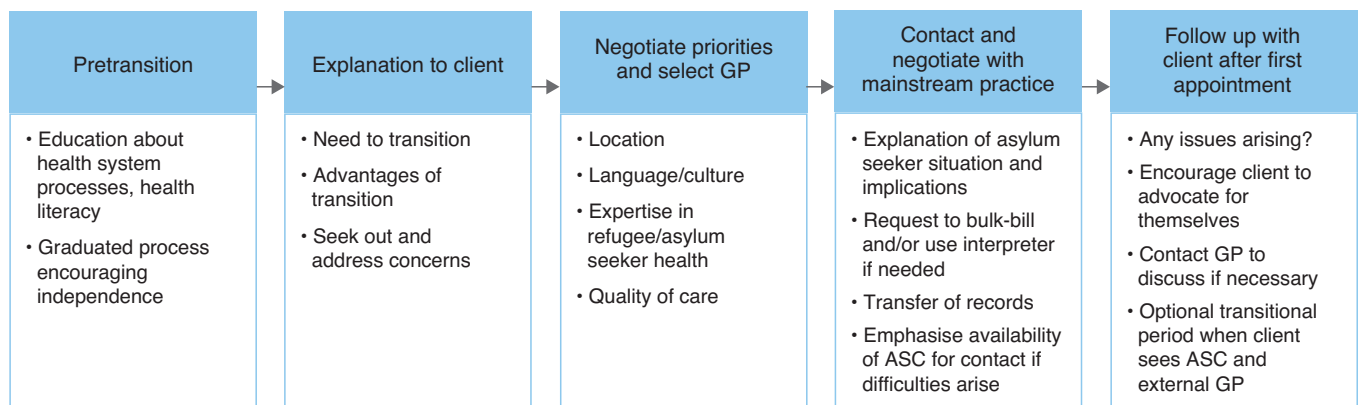 Pretransition
• Education about
health system
processes, health
literacy
• Graduated process
encouraging
independence
Explanation to client
• Need to transition
• Advantages of
transition
• Seek out and
address concerns
Negotiate priorities
and select GP
• Location
• Language/culture
• Expertise in
refugee/asylum
seeker health
• Quality of care
Contact and
negotiate with
mainstream practice
• Explanation of asylum
seeker situation and
implications
• Request to bulk-bill
and/or use interpreter
if needed
• Transfer of records
• Emphasise availability
of ASC for contact if
difficulties arise
Follow up with
client after first
appointment
• Any issues arising?
• Encourage client to
advocate for
themselves
• Contact GP to
discuss if necessary
• Optional transitional
period when client
sees ASC and
external GP